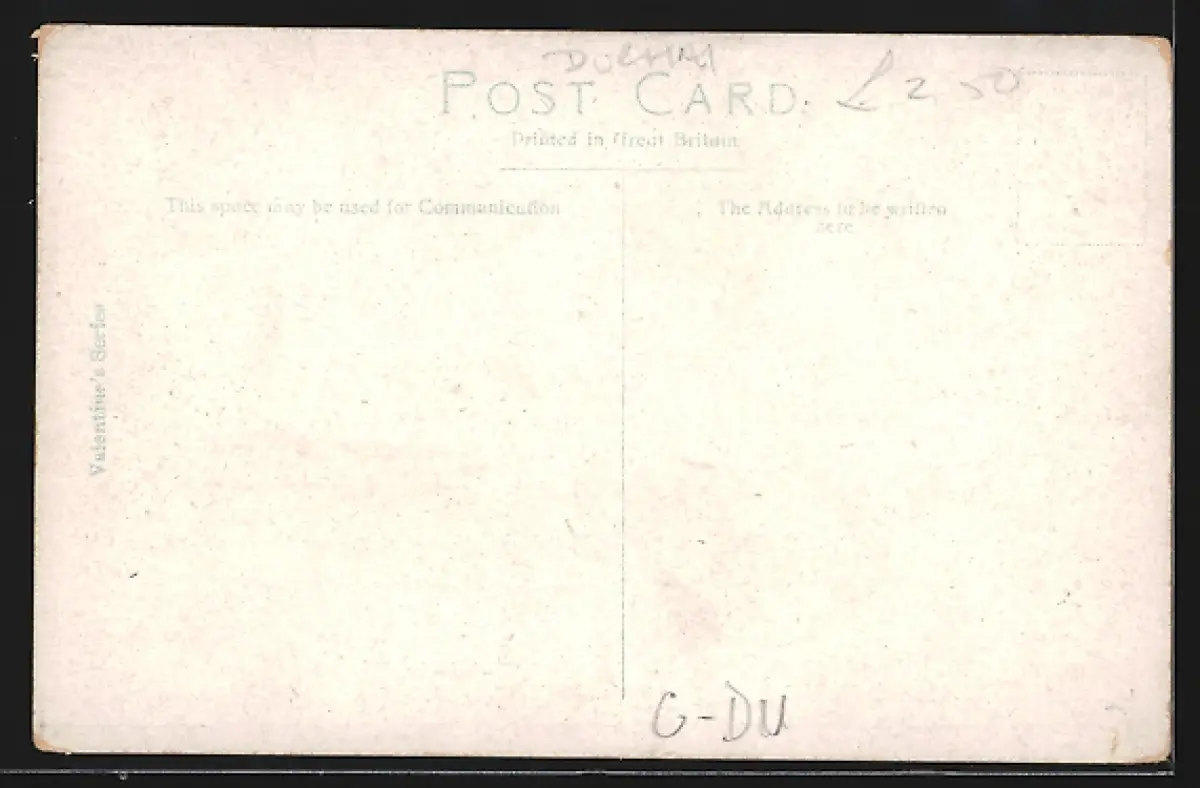 DURHAM
POST CARD.
£2 50
Printed in Great Britain
This space may be used for Communication
The Address to be written
here
Valentine's Series
G-DU